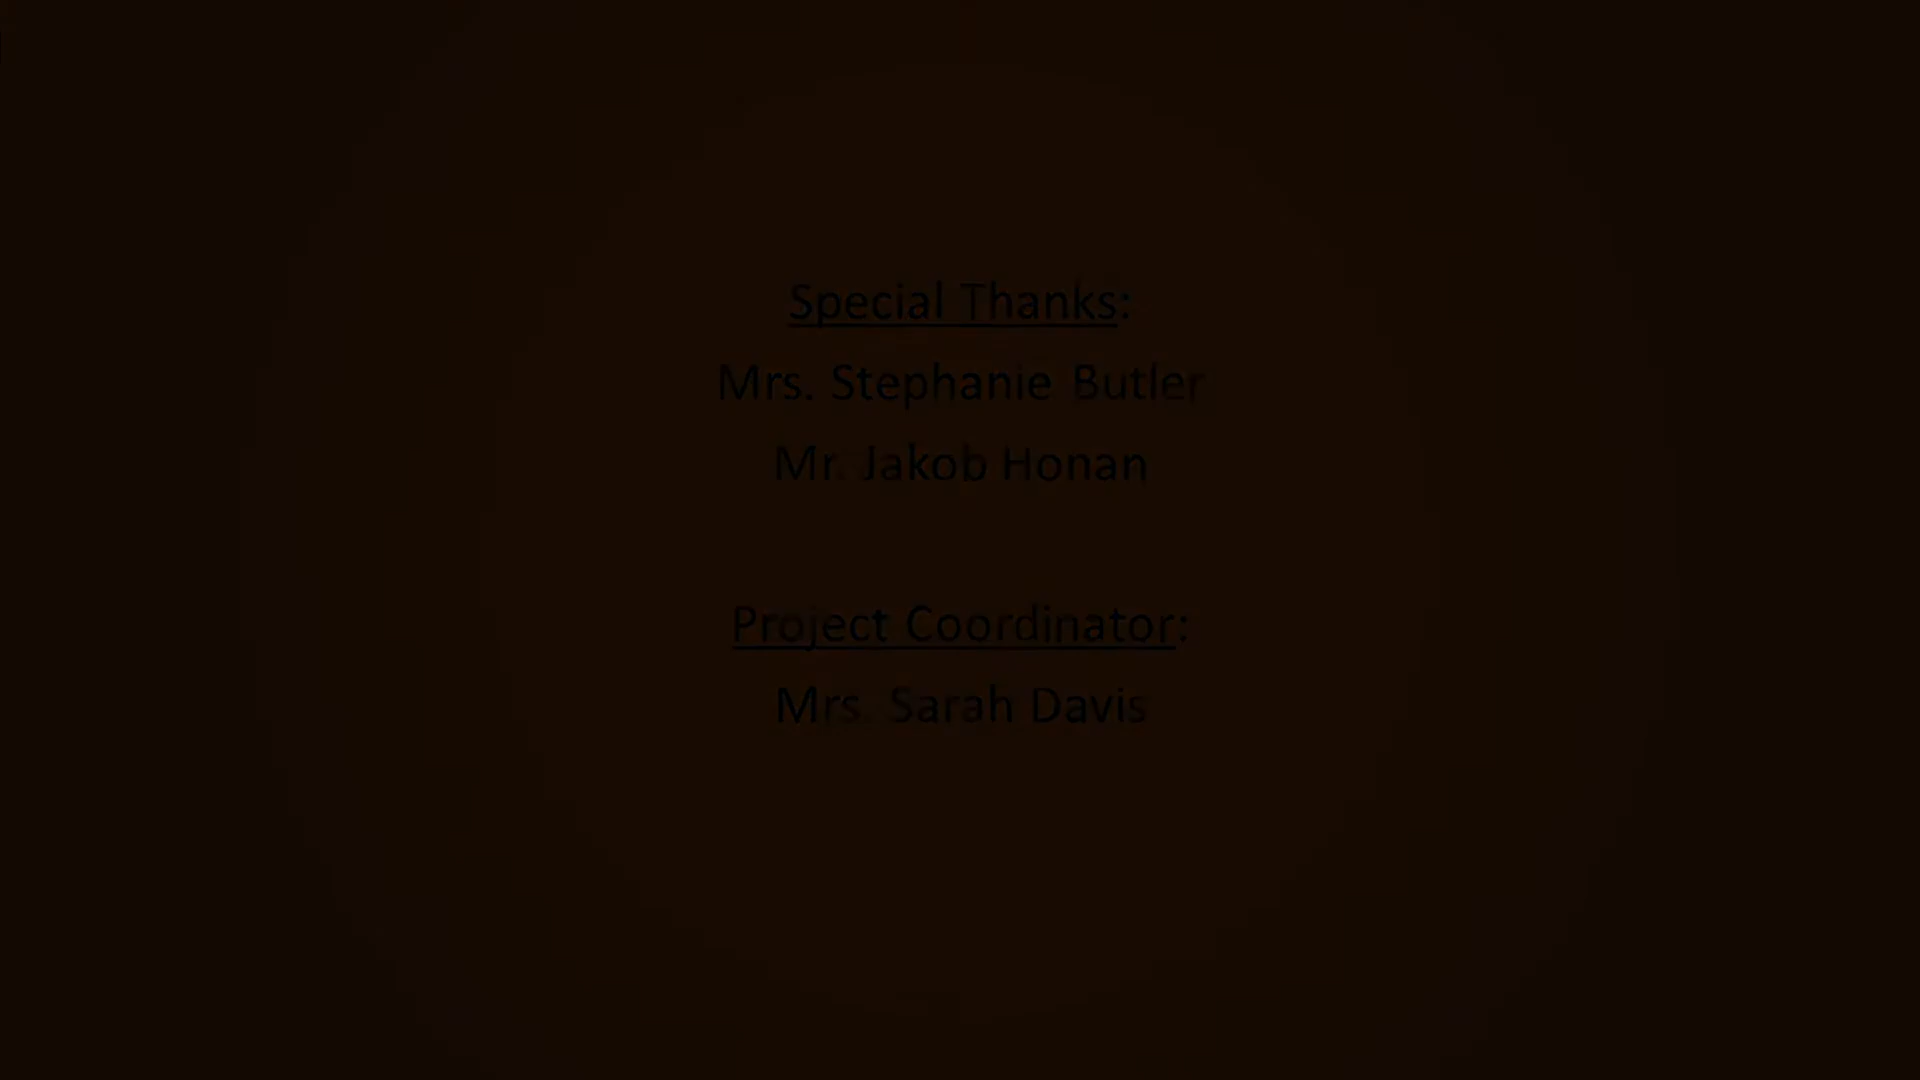 Special Thanks:
Mrs. Stephanie Butler
Mr. Jakob Honan
Project Coordinator:
Mrs. Sarah Davis